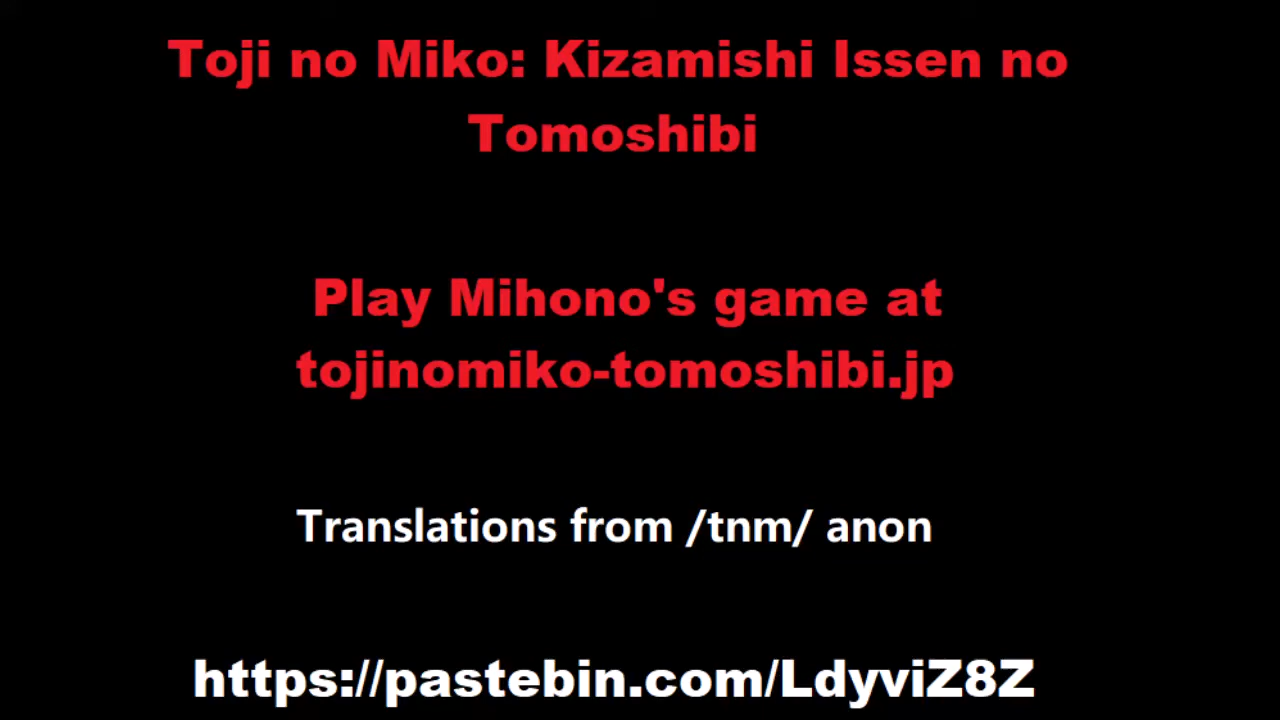 Toji no Miko: Kizamishi Issen no
Tomoshibi
Play Mihono's game at
tojinomiko-tomoshibi.jp
Translations from /tnm/ anon
https://pastebin.com/LdyviZ8Z